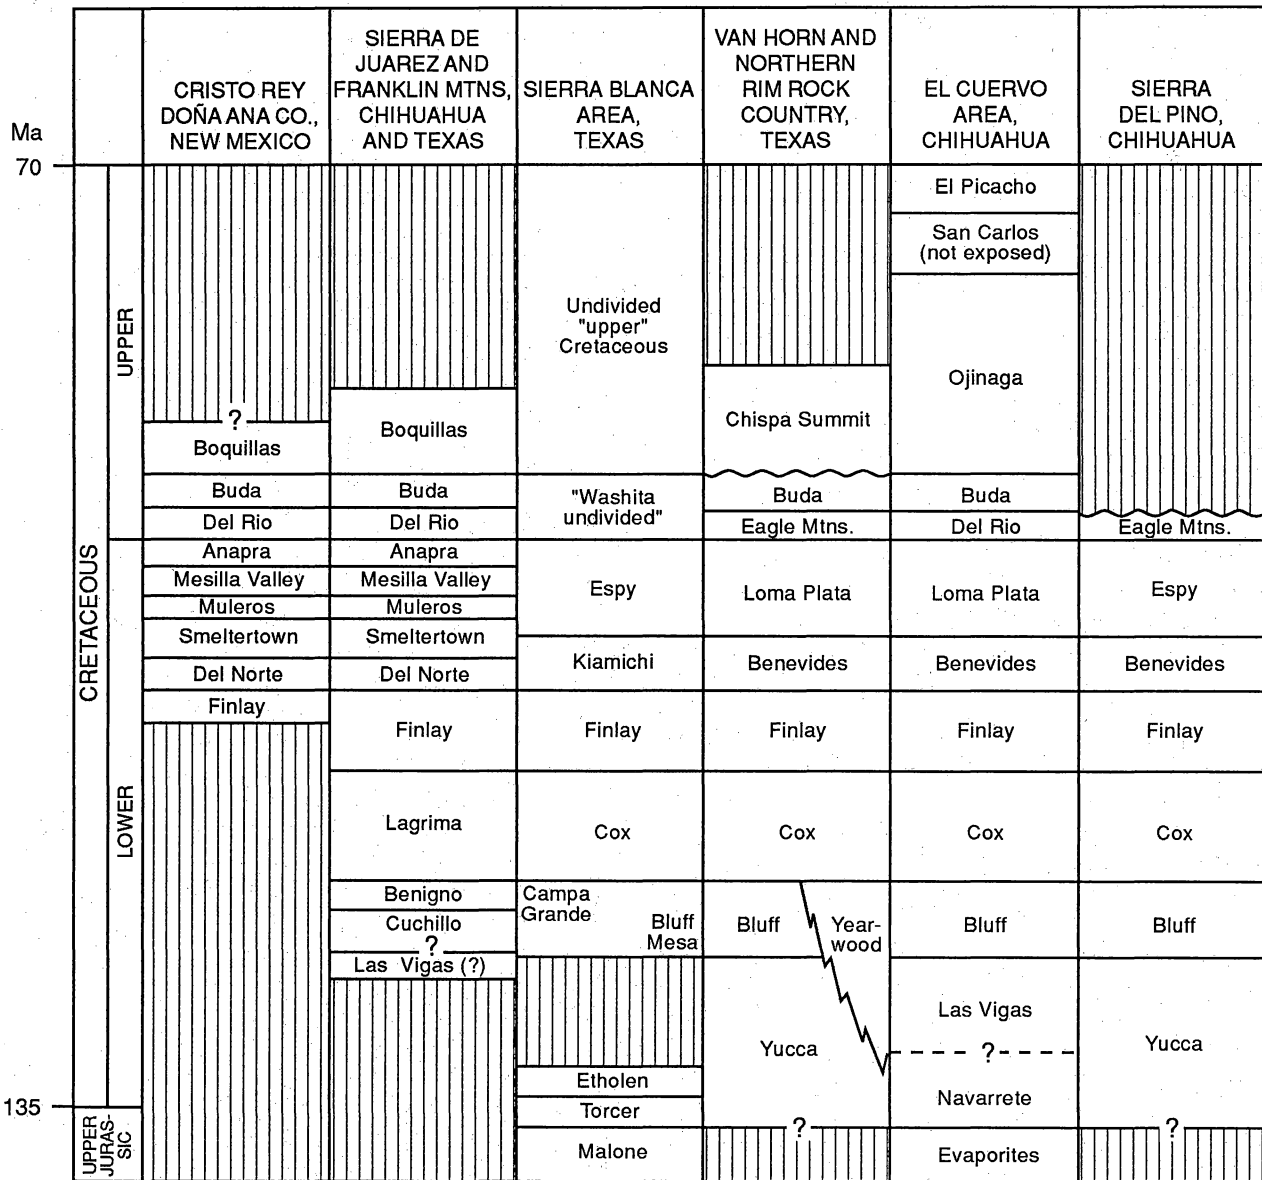 Ma
70
135
CRETACEOUS
UPPER
LOWER
UPPER
JURAS-
SIC
CRISTO REY
DOÑA ANA CO.,
NEW MEXICO
?
Boquillas
Buda
Del Rio
Anapra
Mesilla Valley
Muleros
Smeltertown
Del Norte
Finlay
SIERRA DE
JUAREZ AND
FRANKLIN MTNS,
CHIHUAHUA
AND TEXAS
Boquillas
Buda
Del Rio
Anapra
Mesilla Valley
Muleros
Smeltertown
Del Norte
Finlay
Lagrima
Benigno
Cuchillo
?
Las Vigas (?)
SIERRA BLANCA
AREA,
TEXAS
Undivided
"upper"
Cretaceous
"Washita
undivided"
Espy
Kiamichi
Finlay
Cox
Campa
Grande
Bluff
Mesa
Etholen
Torcer
Malone
VAN HORN AND
NORTHERN
RIM ROCK
COUNTRY,
TEXAS
Chispa Summit
Buda
Eagle Mtns.
Loma Plata
Benevides
Finlay
Cox
Bluff
Year-
wood
Yucca
?
EL CUERVO
AREA,
CHIHUAHUA
El Picacho
San Carlos
(not exposed)
Ojinaga
Buda
Del Rio
Loma Plata
Benevides
Finlay
Cox
Bluff
Las Vigas
?
Navarrete
Evaporites
SIERRA
DEL PINO,
CHIHUAHUA
Eagle Mtns.
Espy
Benevides
Finlay
Cox
Bluff
Yucca
?